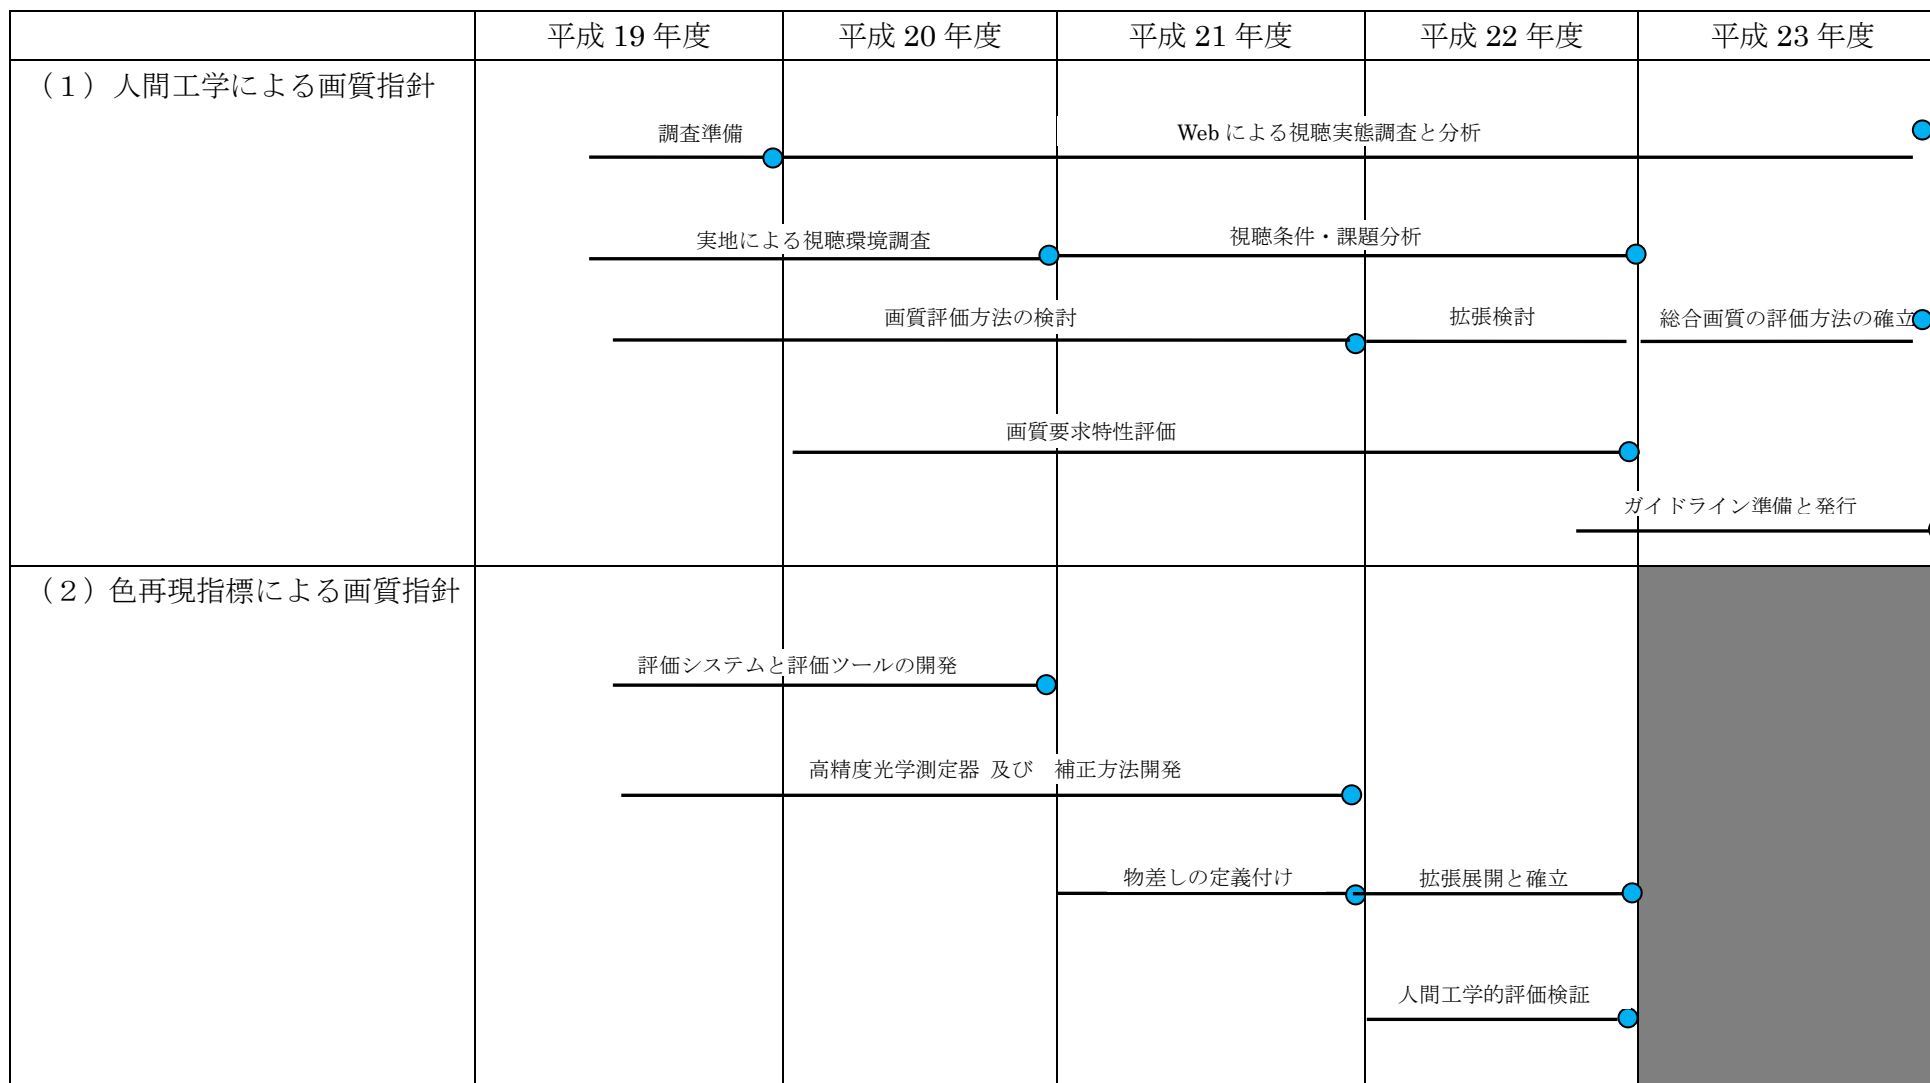 平成 19 年度 平成 20 年度 平成 21 年度 平成 22 年度 平成 23 年度
（１）人間工学による画質指針
調査準備 Web による視聴実態調査と分析
実地による視聴環境調査 視聴条件・課題分析
画質評価方法の検討 拡張検討 総合画質の評価方法の確立
画質要求特性評価
ガイドライン準備と発行
（２）色再現指標による画質指針
評価システムと評価ツールの開発
高精度光学測定器 及び　補正方法開発
物差しの定義付け 拡張展開と確立
人間工学的評価検証